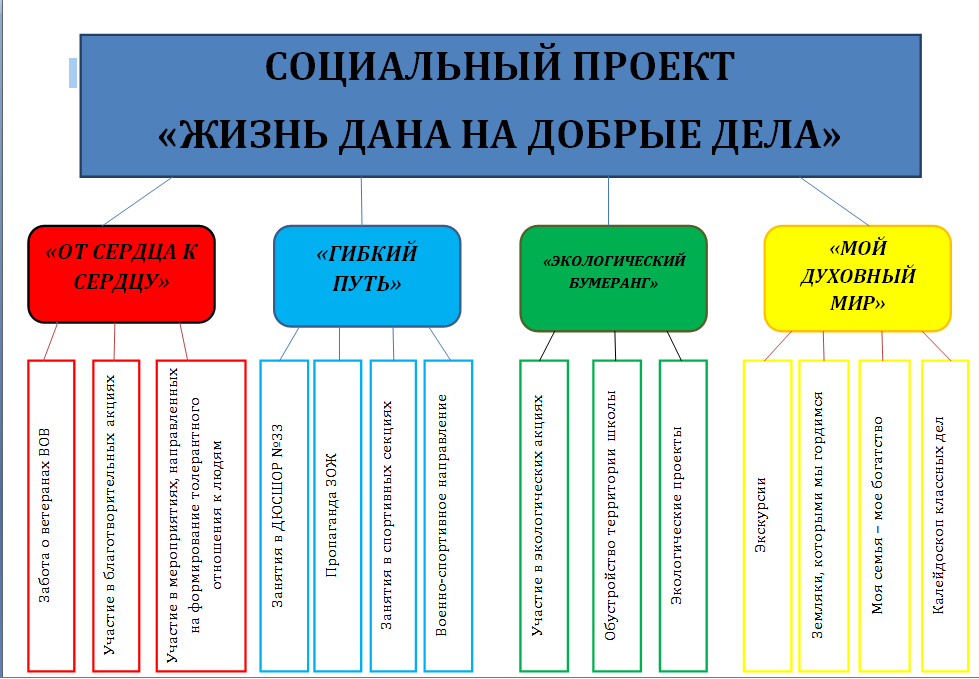 СОЦИАЛЬНЫЙ ПРОЕКТ
«ЖИЗНЬ ДАНА НА ДОБРЫЕ ДЕЛА»
«ОТ СЕРДЦА К
СЕРДЦУ»
«ГИБКИЙ
ПУТЬ»
«ЭКОЛОГИЧЕСКИЙ
БУМЕРАНГ»
«МОЙ
ДУХОВНЫЙ
МИР»
Забота о ветеранах ВОВ
Участие в благотворительных акциях
Участие в мероприятиях, направленных
на формирование толерантного
отношения к людям
Занятия в ДЮСШОР №33
Пропаганда ЗОЖ
Занятия в спортивных секциях
Военно-спортивное направление
Участие в экологических акциях
Обустройство территории школы
Экологические проекты
Экскурсии
Земляки, которыми мы гордимся
Моя семья – мое богатство
Калейдоскоп классных дел